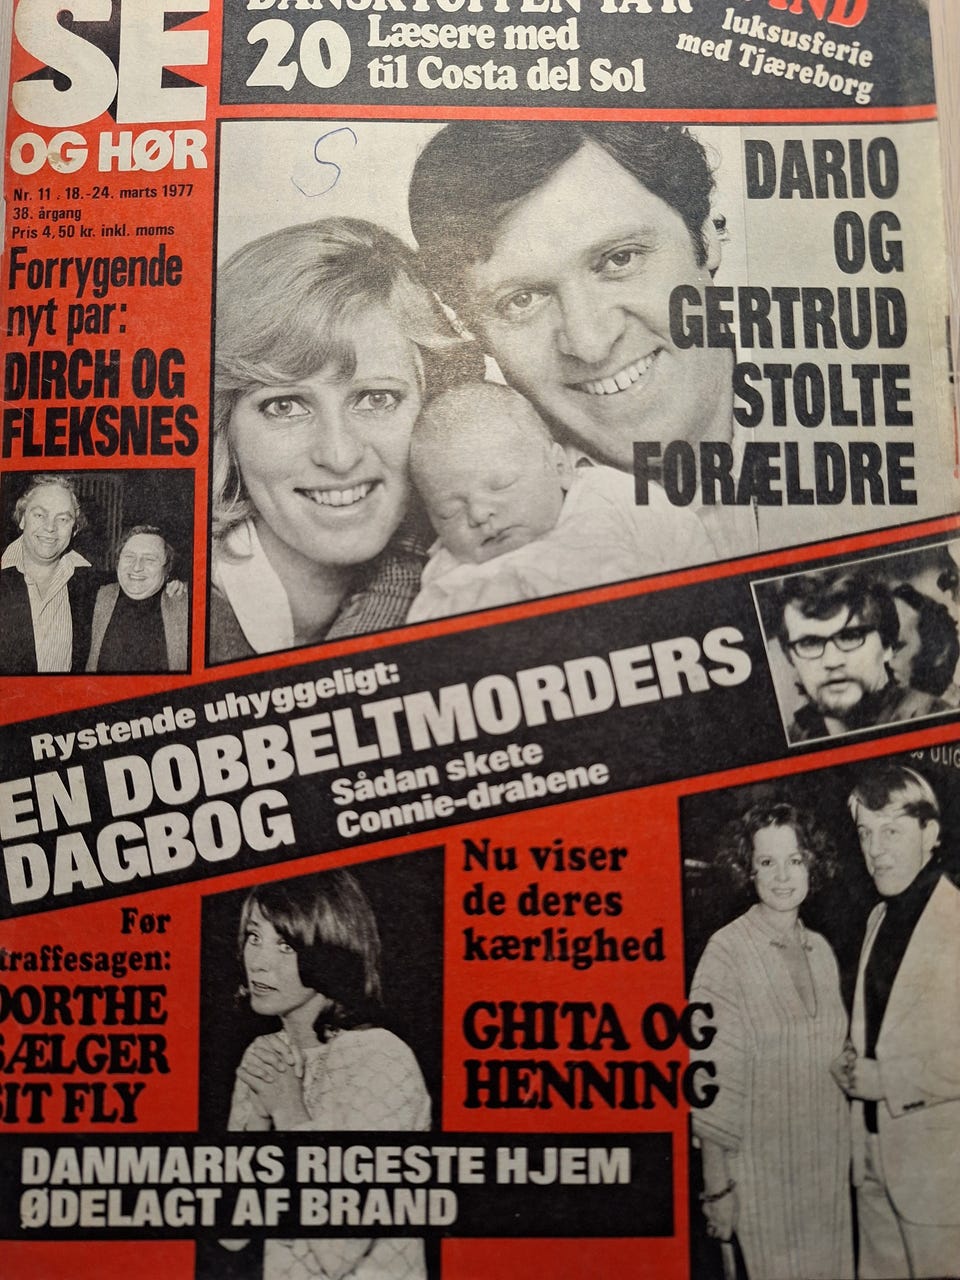 SE
OG HØR
DANSKTOPPEN
20 Læsere med
til Costa del Sol
luksusferie
med Tjæreborg
Nr. 11 . 18.-24. marts 1977
38. årgang
Pris 4,50 kr. inkl. moms
Forrygende
nyt par:
DIRCH OG
FLEKSNES
DARIO
OG
GERTRUD
STOLTE
FORÆLDRE
S
Rystende uhyggeligt:
EN DOBBELTMORDERS
DAGBOG
Sådan skete
Connie-drabene
Før
traffesagen:
DORTHE
SÆLGER
SIT FLY
Nu viser
de deres
kærlighed
GHITA OG
HENNING
DANMARKS RIGESTE HJEM
ØDELAGT AF BRAND